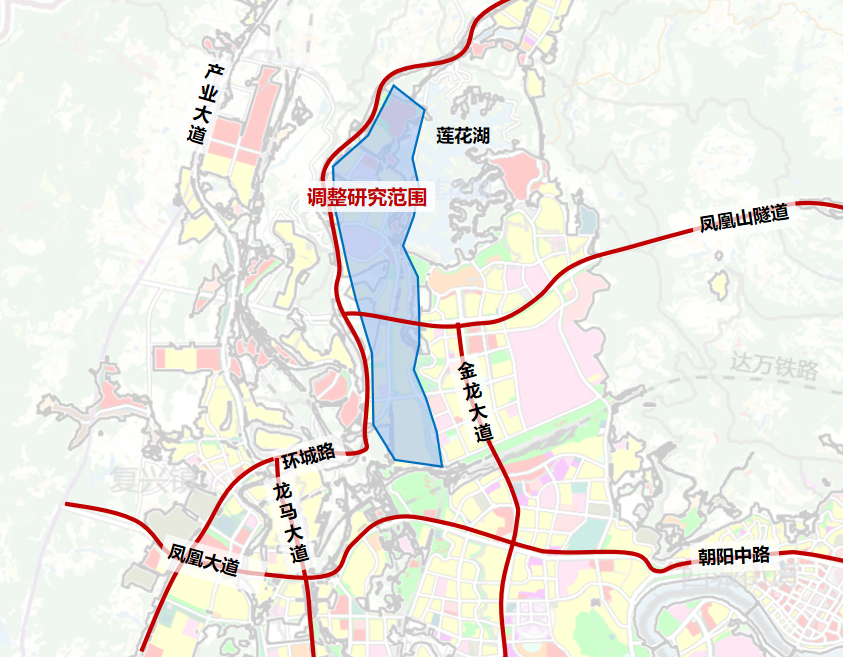 产业大道
莲花湖
调整研究范围
凤凰山隧道
达万铁路
金龙大道
环城路
龙马大道
凤凰大道
朝阳中路